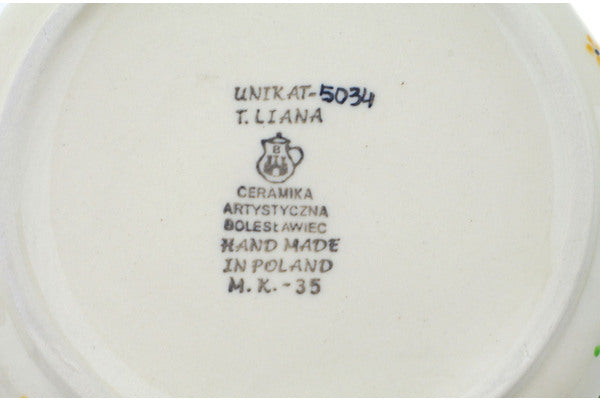 UNIKAT-5034
T. LIANA
B
CERAMIKA
ARTYSTYCZNA
BOLESŁAWIEC
HAND MADE
IN POLAND
M.K.-35